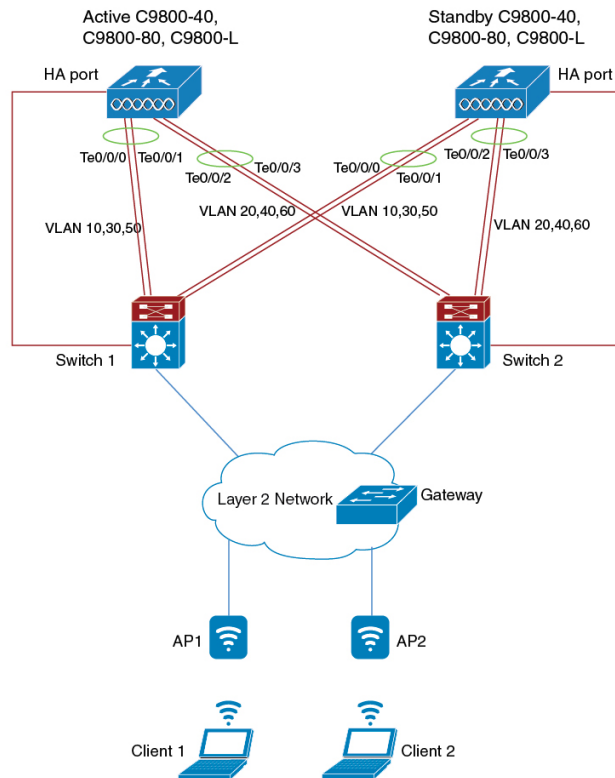 Active C9800-40,
C9800-80, C9800-L
Standby C9800-40,
C9800-80, C9800-L
HA port
HA port
Te0/0/0
Te0/0/1
Te0/0/2
Te0/0/3
Te0/0/0
Te0/0/1
Te0/0/2
Te0/0/3
VLAN 10,30,50
VLAN 20,40,60
VLAN 10,30,50
VLAN 20,40,60
Switch 1
Switch 2
Layer 2 Network
Gateway
AP1
AP2
Client 1
Client 2